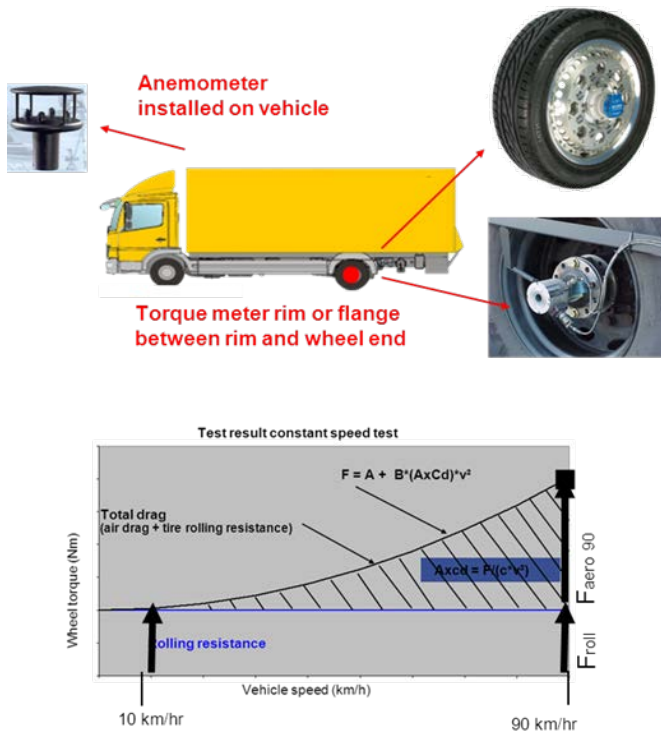 Anemometer
installed on vehicle
Torque meter rim or flange
between rim and wheel end
Test result constant speed test
F = A + B*(AxCd)*v²
Total drag
(air drag + tire rolling resistance)
Axcd = F/(c*v²)
Wheel torque (Nm)
Faero 90
Rolling resistance
Froll
Vehicle speed (km/h)
10 km/hr
90 km/hr